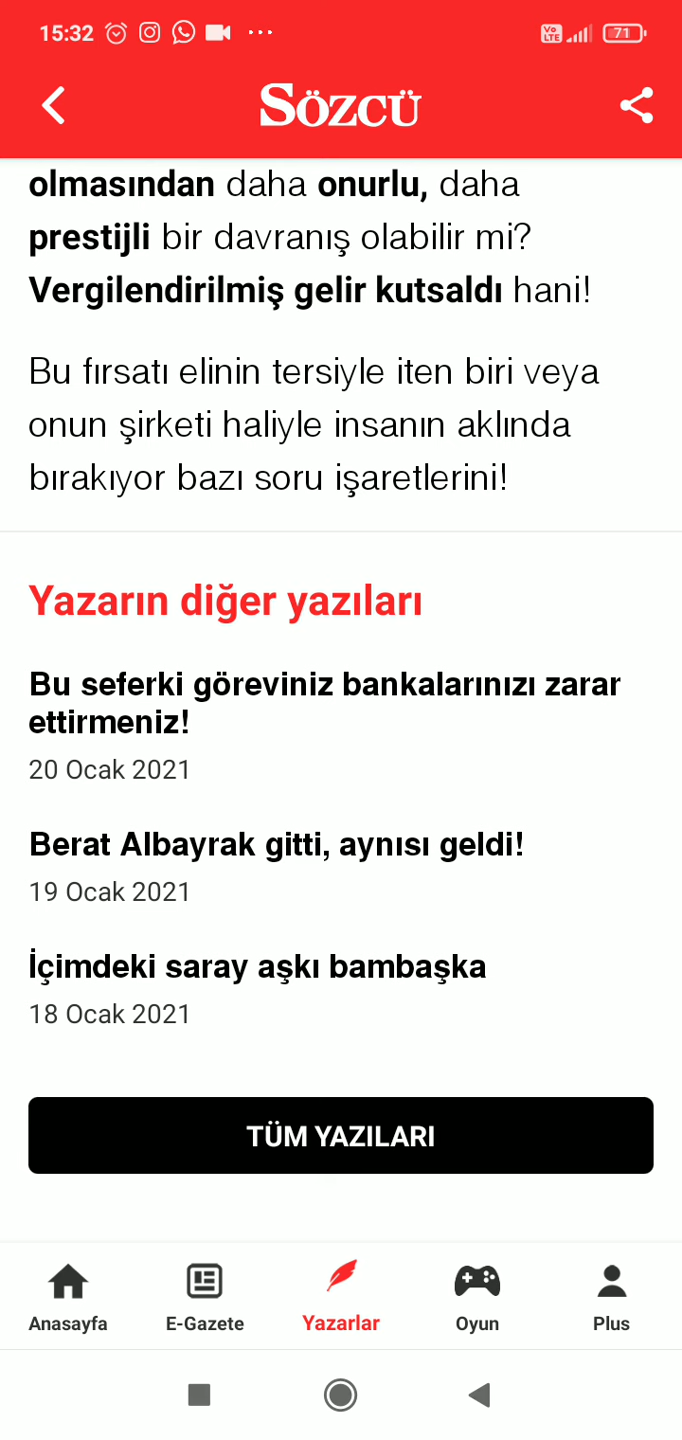 15:32
Vo LTE
71
SÖZCÜ
olmasından daha onurlu, daha
prestijli bir davranış olabilir mi?
Vergilendirilmiş gelir kutsaldı hani!
Bu fırsatı elinin tersiyle iten biri veya
onun şirketi haliyle insanın aklında
bırakıyor bazı soru işaretlerini!
Yazarın diğer yazıları
Bu seferki göreviniz bankalarınızı zarar
ettirmeniz!
20 Ocak 2021
Berat Albayrak gitti, aynısı geldi!
19 Ocak 2021
İçimdeki saray aşkı bambaşka
18 Ocak 2021
TÜM YAZILARI
Anasayfa
E-Gazete
Yazarlar
Oyun
Plus